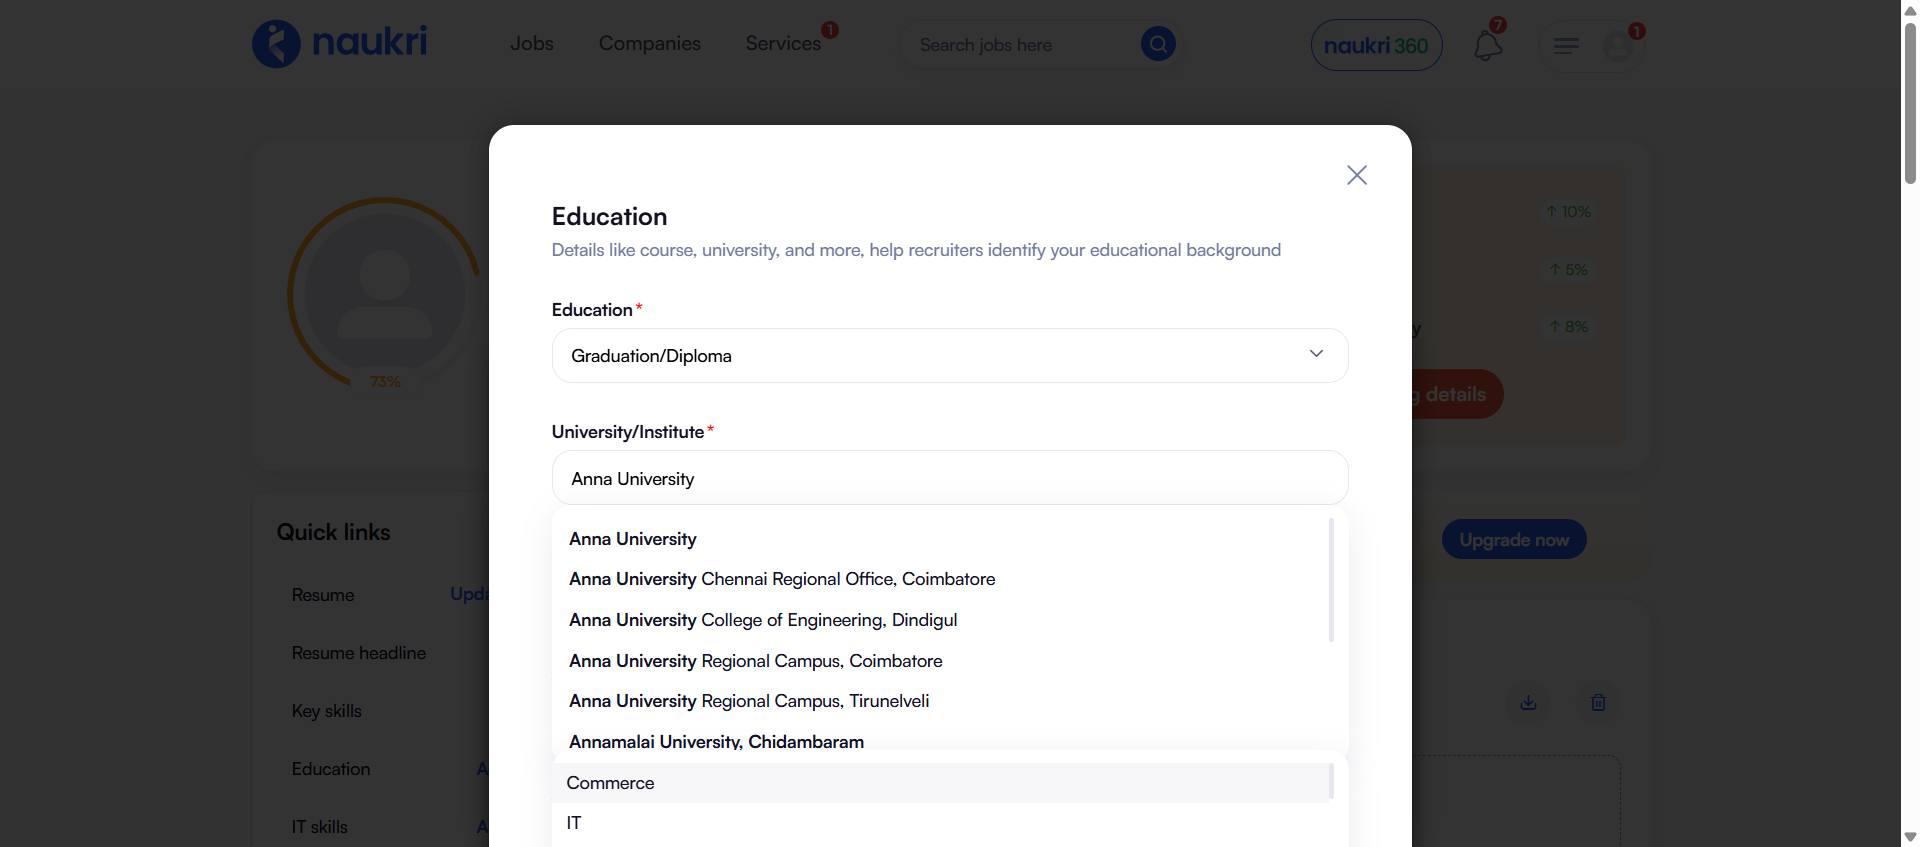 naukri
Jobs
Companies
Services
1
Search jobs here
naukri 360
7
1
Education
Details like course, university, and more, help recruiters identify your educational background
Education*
Graduation/Diploma
University/Institute*
Anna University
Anna University
Anna University Chennai Regional Office, Coimbatore
Anna University College of Engineering, Dindigul
Anna University Regional Campus, Coimbatore
Anna University Regional Campus, Tirunelveli
Annamalai University, Chidambaram
Commerce
IT
73%
10%
5%
y
8%
g details
Upgrade now
Quick links
Resume
Upda
Resume headline
Key skills
Education
A
IT skills
A